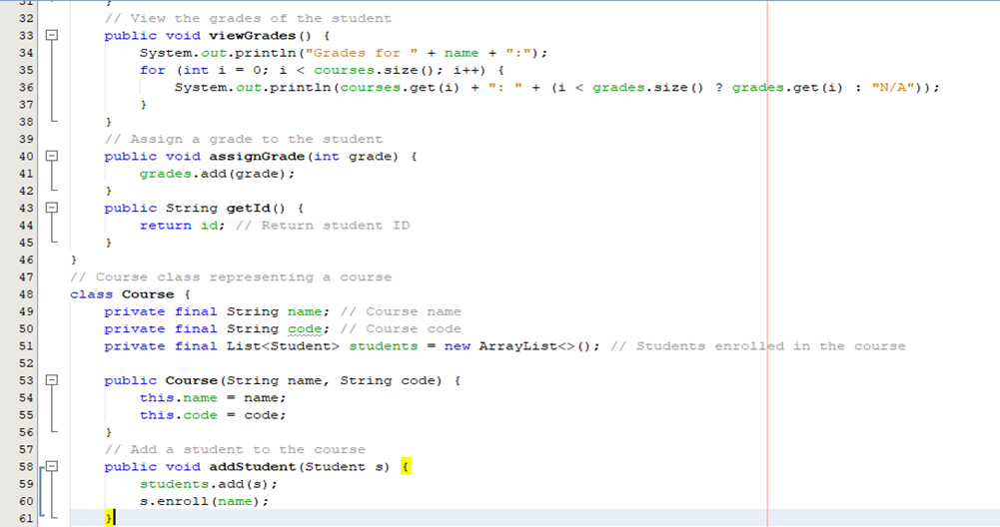 31 }
32 // View the grades of the student
33 public void viewGrades() {
34 System.out.println("Grades for " + name + ":");
35 for (int i = 0; i < courses.size(); i++) {
36 System.out.println(courses.get(i) + ": " + (i < grades.size() ? grades.get(i) : "N/A"));
37 }
38 }
39 // Assign a grade to the student
40 public void assignGrade(int grade) {
41 grades.add(grade);
42 }
43 public String getId() {
44 return id; // Return student ID
45 }
46 }
47 // Course class representing a course
48 class Course {
49 private final String name; // Course name
50 private final String code; // Course code
51 private final List<Student> students = new ArrayList<>(); // Students enrolled in the course
52
53 public Course(String name, String code) {
54 this.name = name;
55 this.code = code;
56 }
57 // Add a student to the course
58 public void addStudent(Student s) {
59 students.add(s);
60 s.enroll(name);
61 }